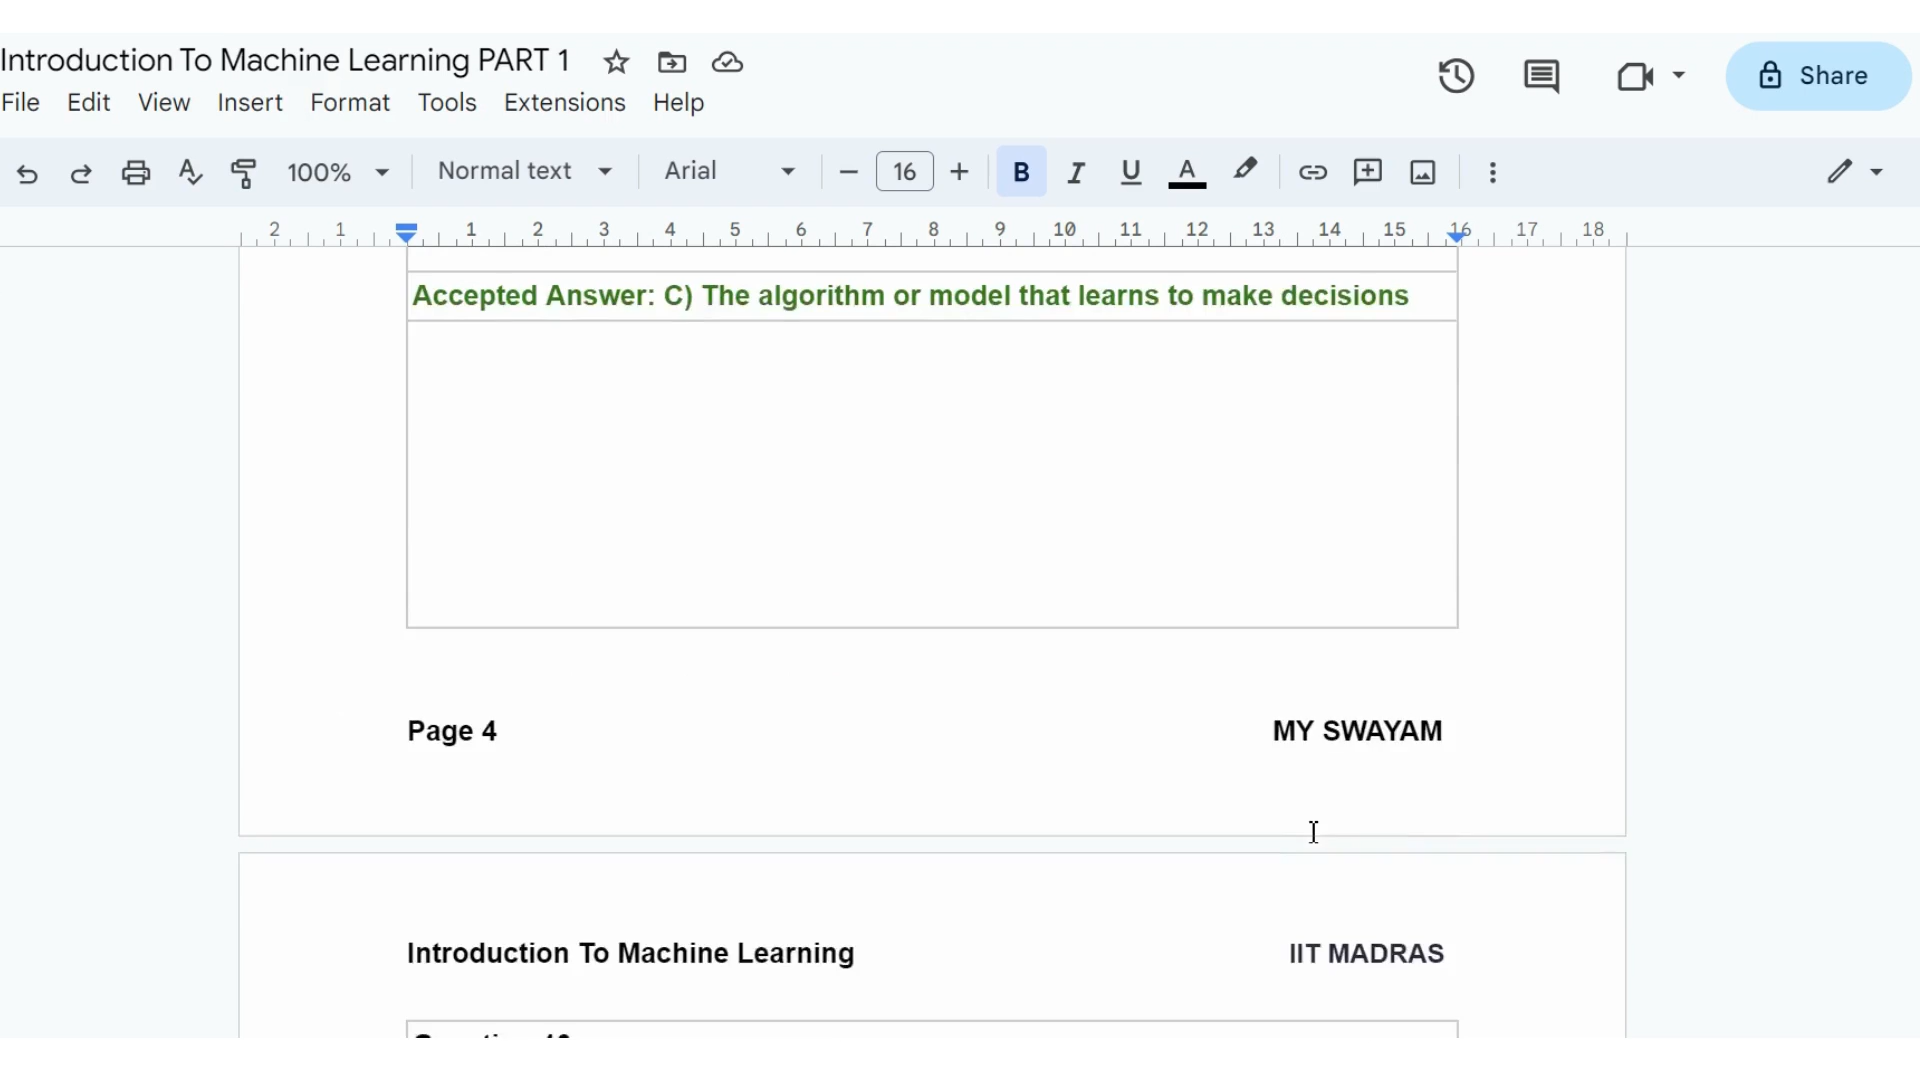 Introduction To Machine Learning PART 1
File Edit View Insert Format Tools Extensions Help
Share
100% Normal text Arial 16 B I U A
2 1 1 2 3 4 5 6 7 8 9 10 11 12 13 14 15 16 17 18
Accepted Answer: C) The algorithm or model that learns to make decisions
Page 4 MY SWAYAM
Introduction To Machine Learning IIT MADRAS